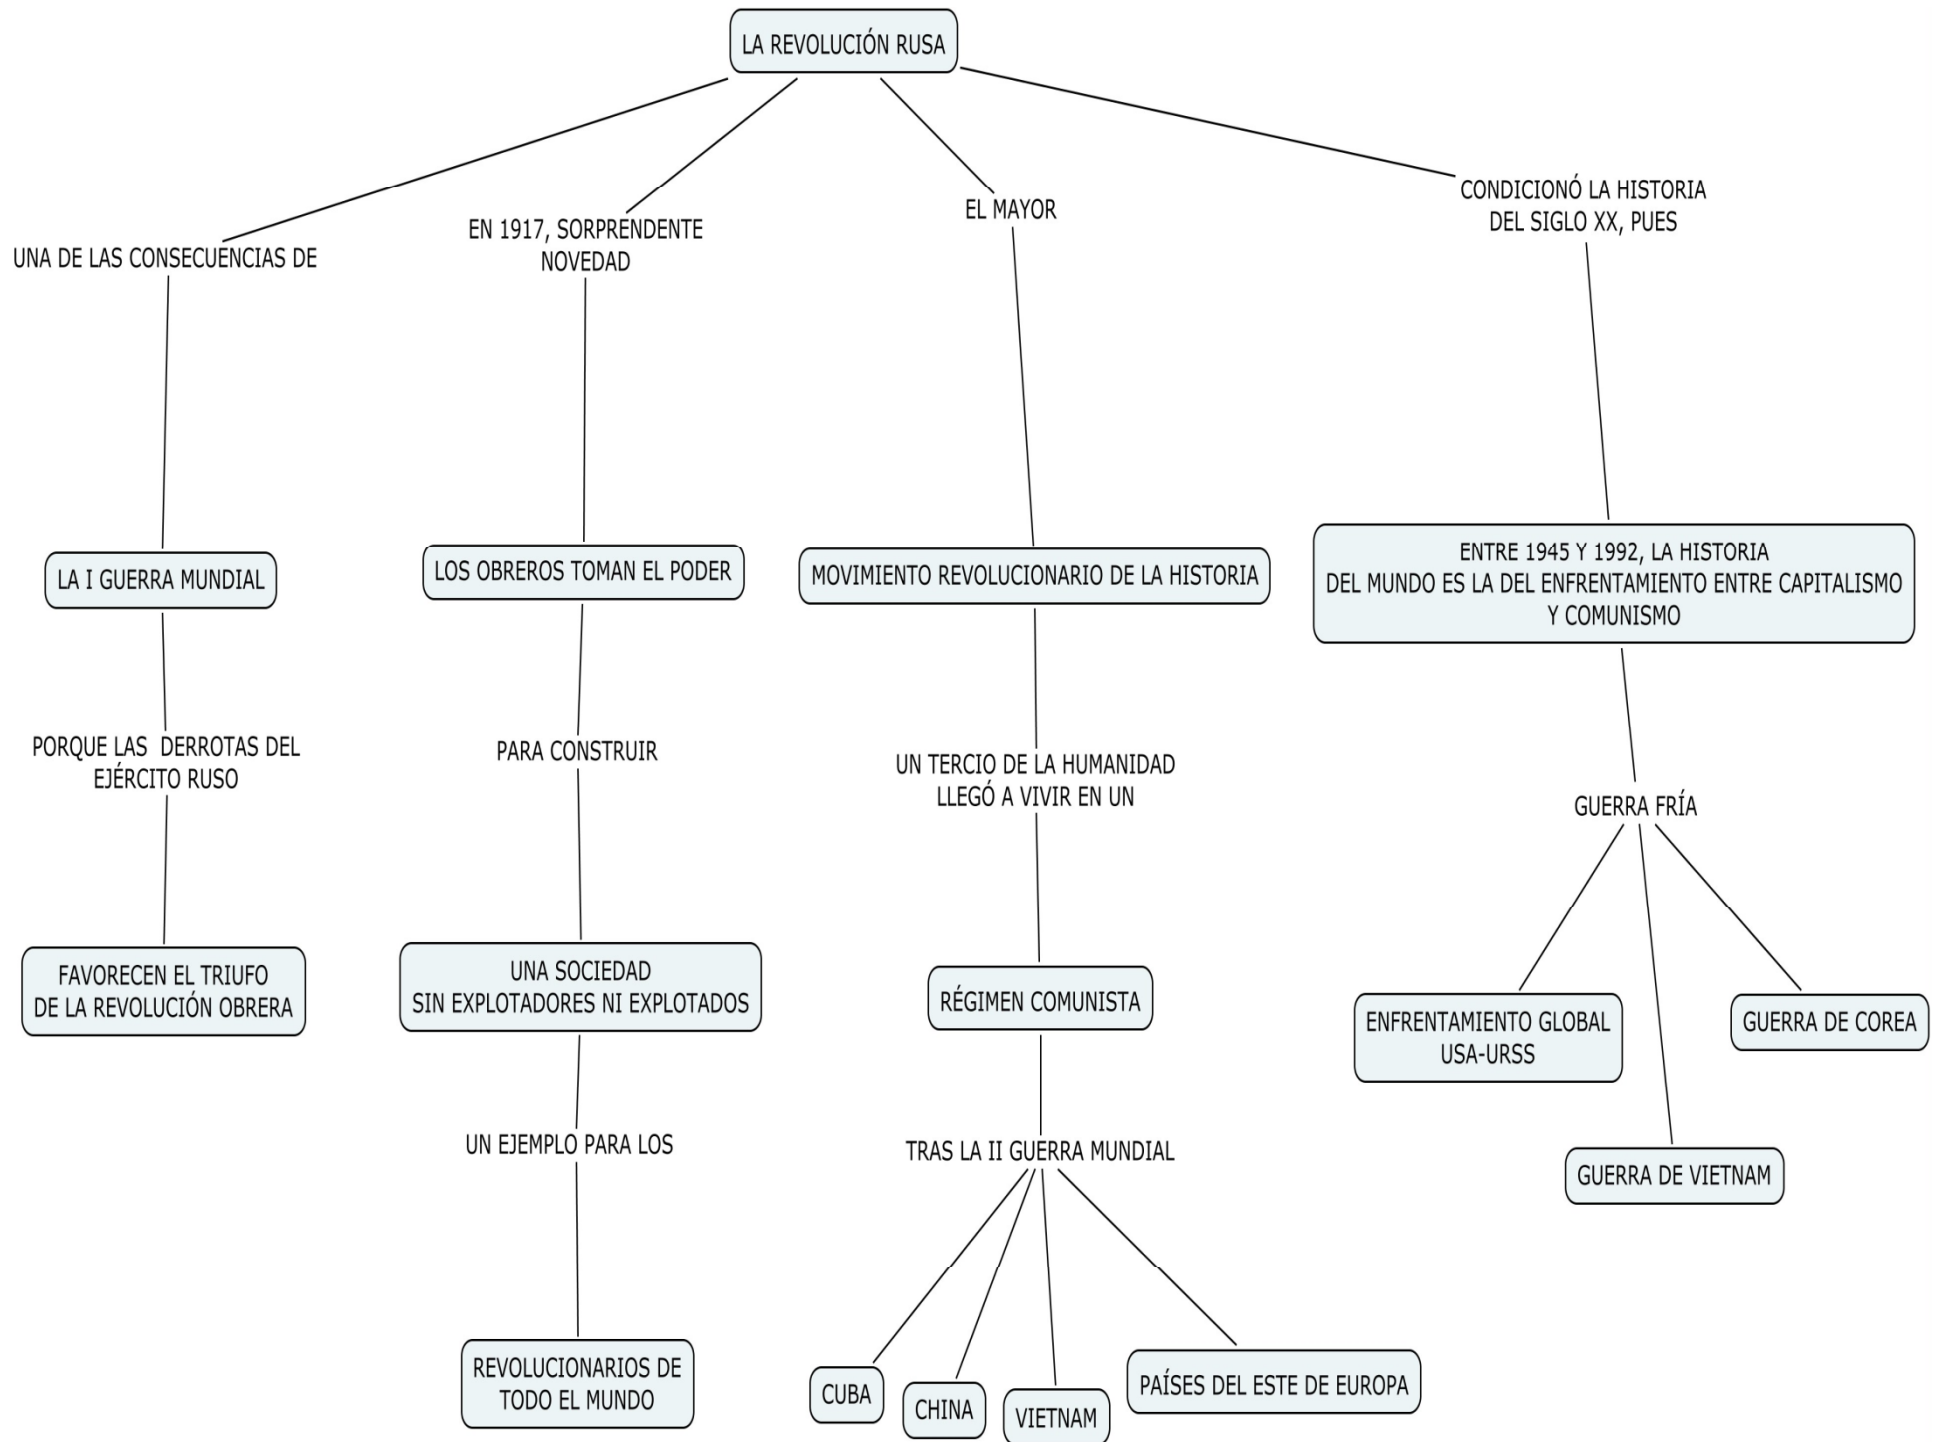 LA REVOLUCIÓN RUSA
UNA DE LAS CONSECUENCIAS DE
LA I GUERRA MUNDIAL
PORQUE LAS DERROTAS DEL
EJÉRCITO RUSO
FAVORECEN EL TRIUFO
DE LA REVOLUCIÓN OBRERA
EN 1917, SORPRENDENTE
NOVEDAD
LOS OBREROS TOMAN EL PODER
PARA CONSTRUIR
UNA SOCIEDAD
SIN EXPLOTADORES NI EXPLOTADOS
UN EJEMPLO PARA LOS
REVOLUCIONARIOS DE
TODO EL MUNDO
EL MAYOR
MOVIMIENTO REVOLUCIONARIO DE LA HISTORIA
UN TERCIO DE LA HUMANIDAD
LLEGÓ A VIVIR EN UN
RÉGIMEN COMUNISTA
TRAS LA II GUERRA MUNDIAL
CUBA
CHINA
VIETNAM
PAÍSES DEL ESTE DE EUROPA
CONDICIONÓ LA HISTORIA
DEL SIGLO XX, PUES
ENTRE 1945 Y 1992, LA HISTORIA
DEL MUNDO ES LA DEL ENFRENTAMIENTO ENTRE CAPITALISMO
Y COMUNISMO
GUERRA FRÍA
ENFRENTAMIENTO GLOBAL
USA-URSS
GUERRA DE VIETNAM
GUERRA DE COREA